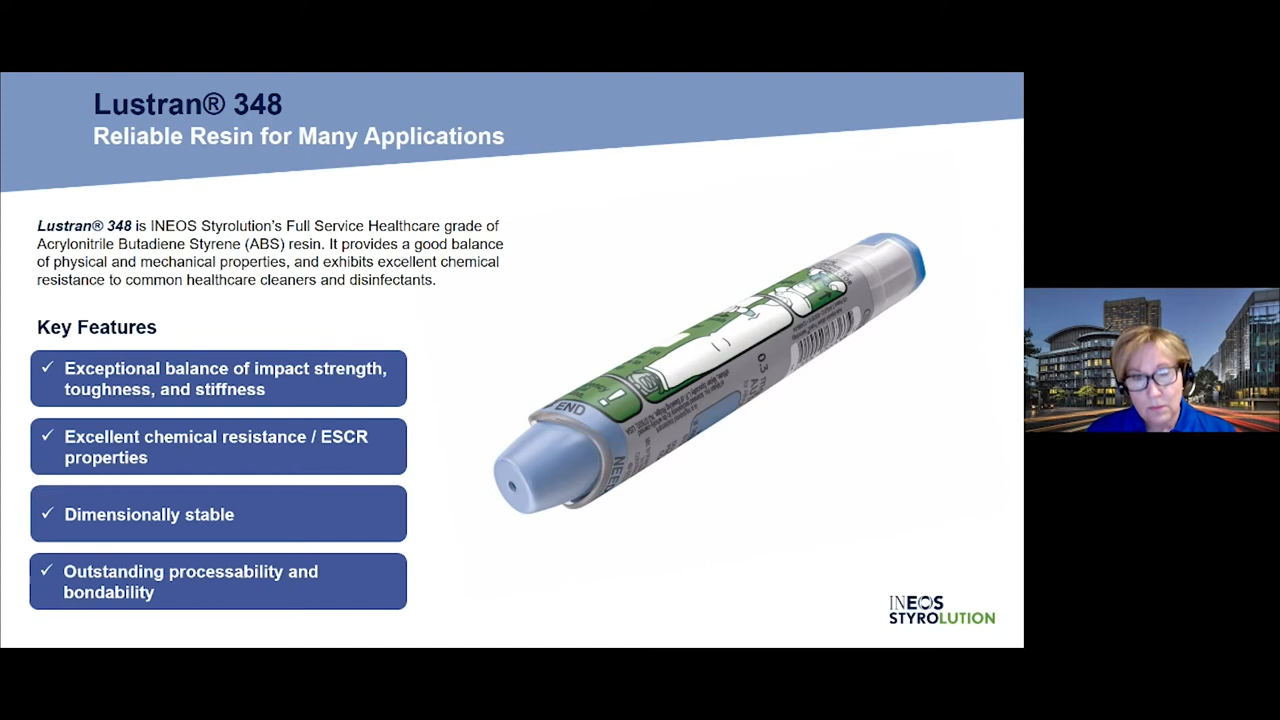 Lustran® 348
Reliable Resin for Many Applications
Lustran® 348 is INEOS Styrolution's Full Service Healthcare grade of
Acrylonitrile Butadiene Styrene (ABS) resin. It provides a good balance
of physical and mechanical properties, and exhibits excellent chemical
resistance to common healthcare cleaners and disinfectants.
Key Features
✓ Exceptional balance of impact strength,
toughness, and stiffness
✓ Excellent chemical resistance / ESCR
properties
✓ Dimensionally stable
✓ Outstanding processability and
bondability
END
0.3
INEOS
STYROLUTION